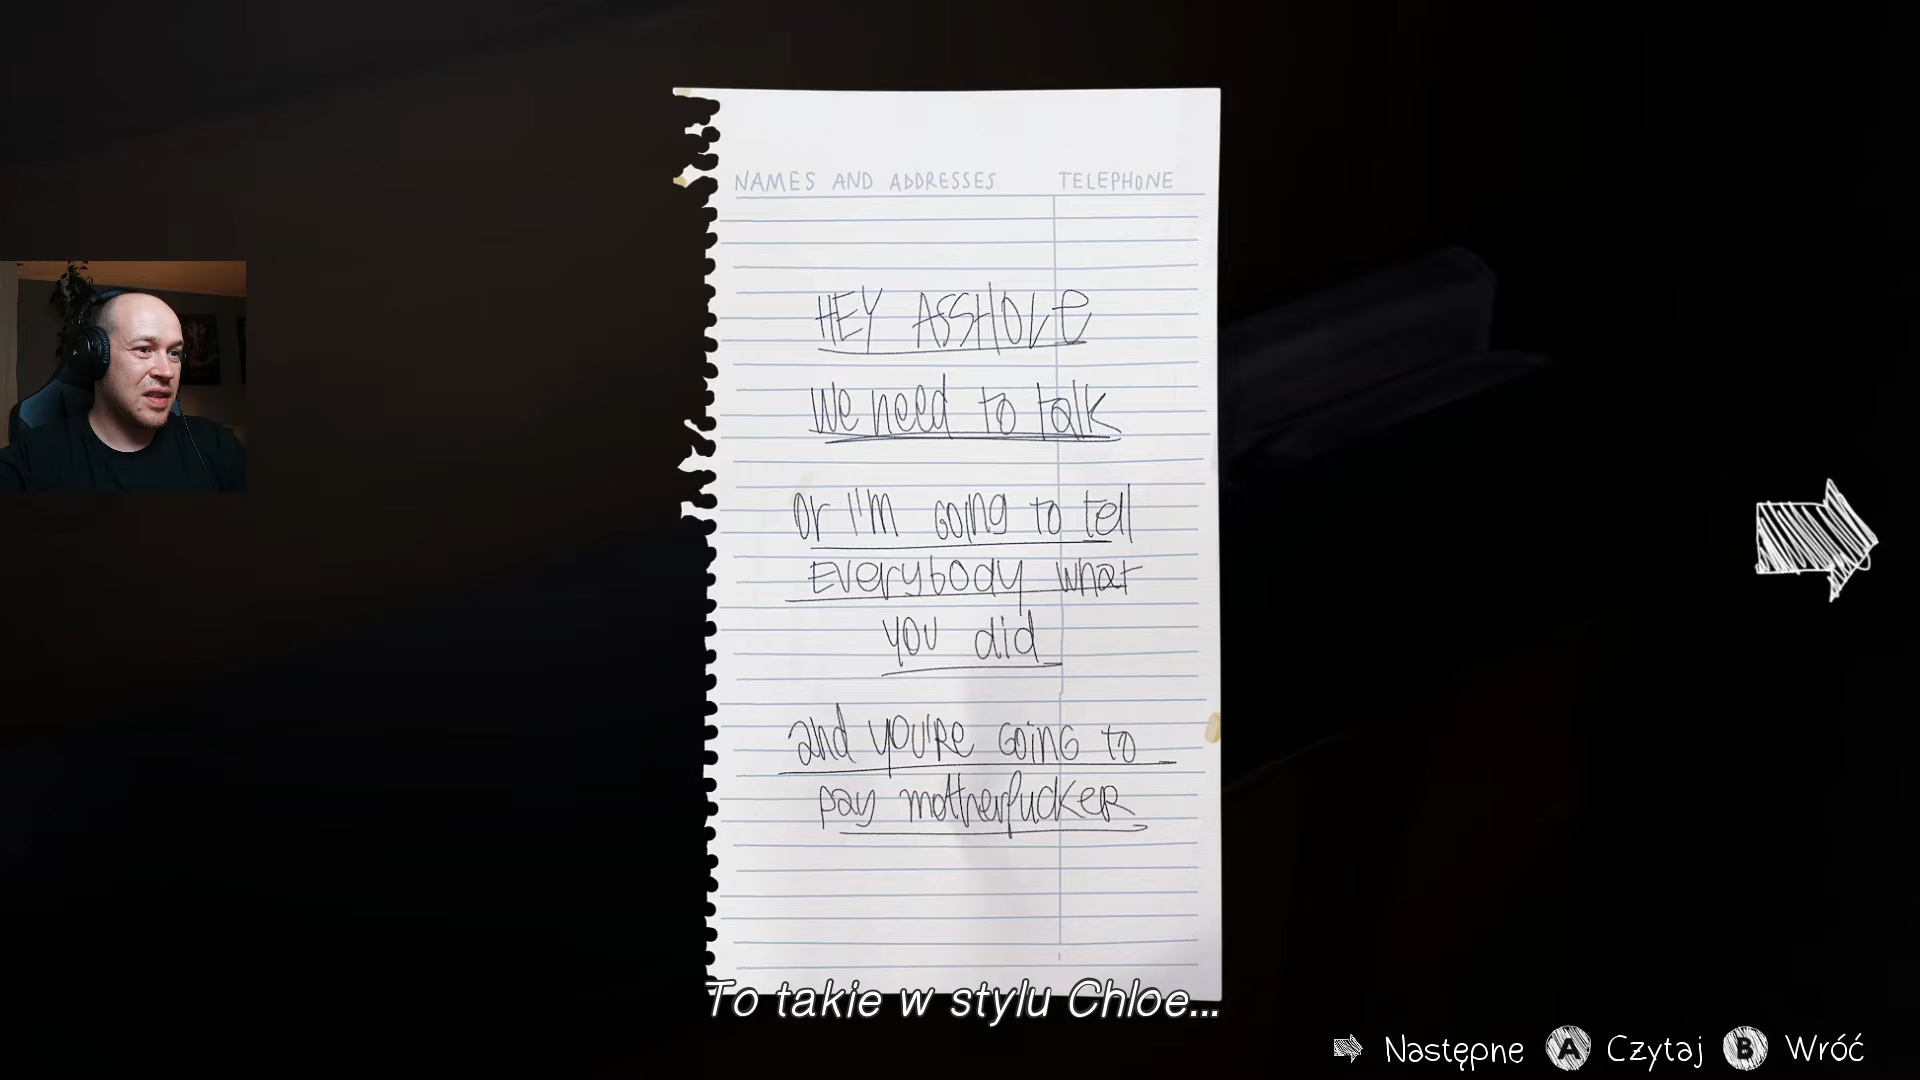 NAMES AND ADDRESSES TELEPHONE
HEY ASSHOLE
we need to talk
or I'm going to tell
Everybody what
you did
and you're going to
pay motherfucker
To takie w stylu Chloe...
Następne A Czytaj B Wróć